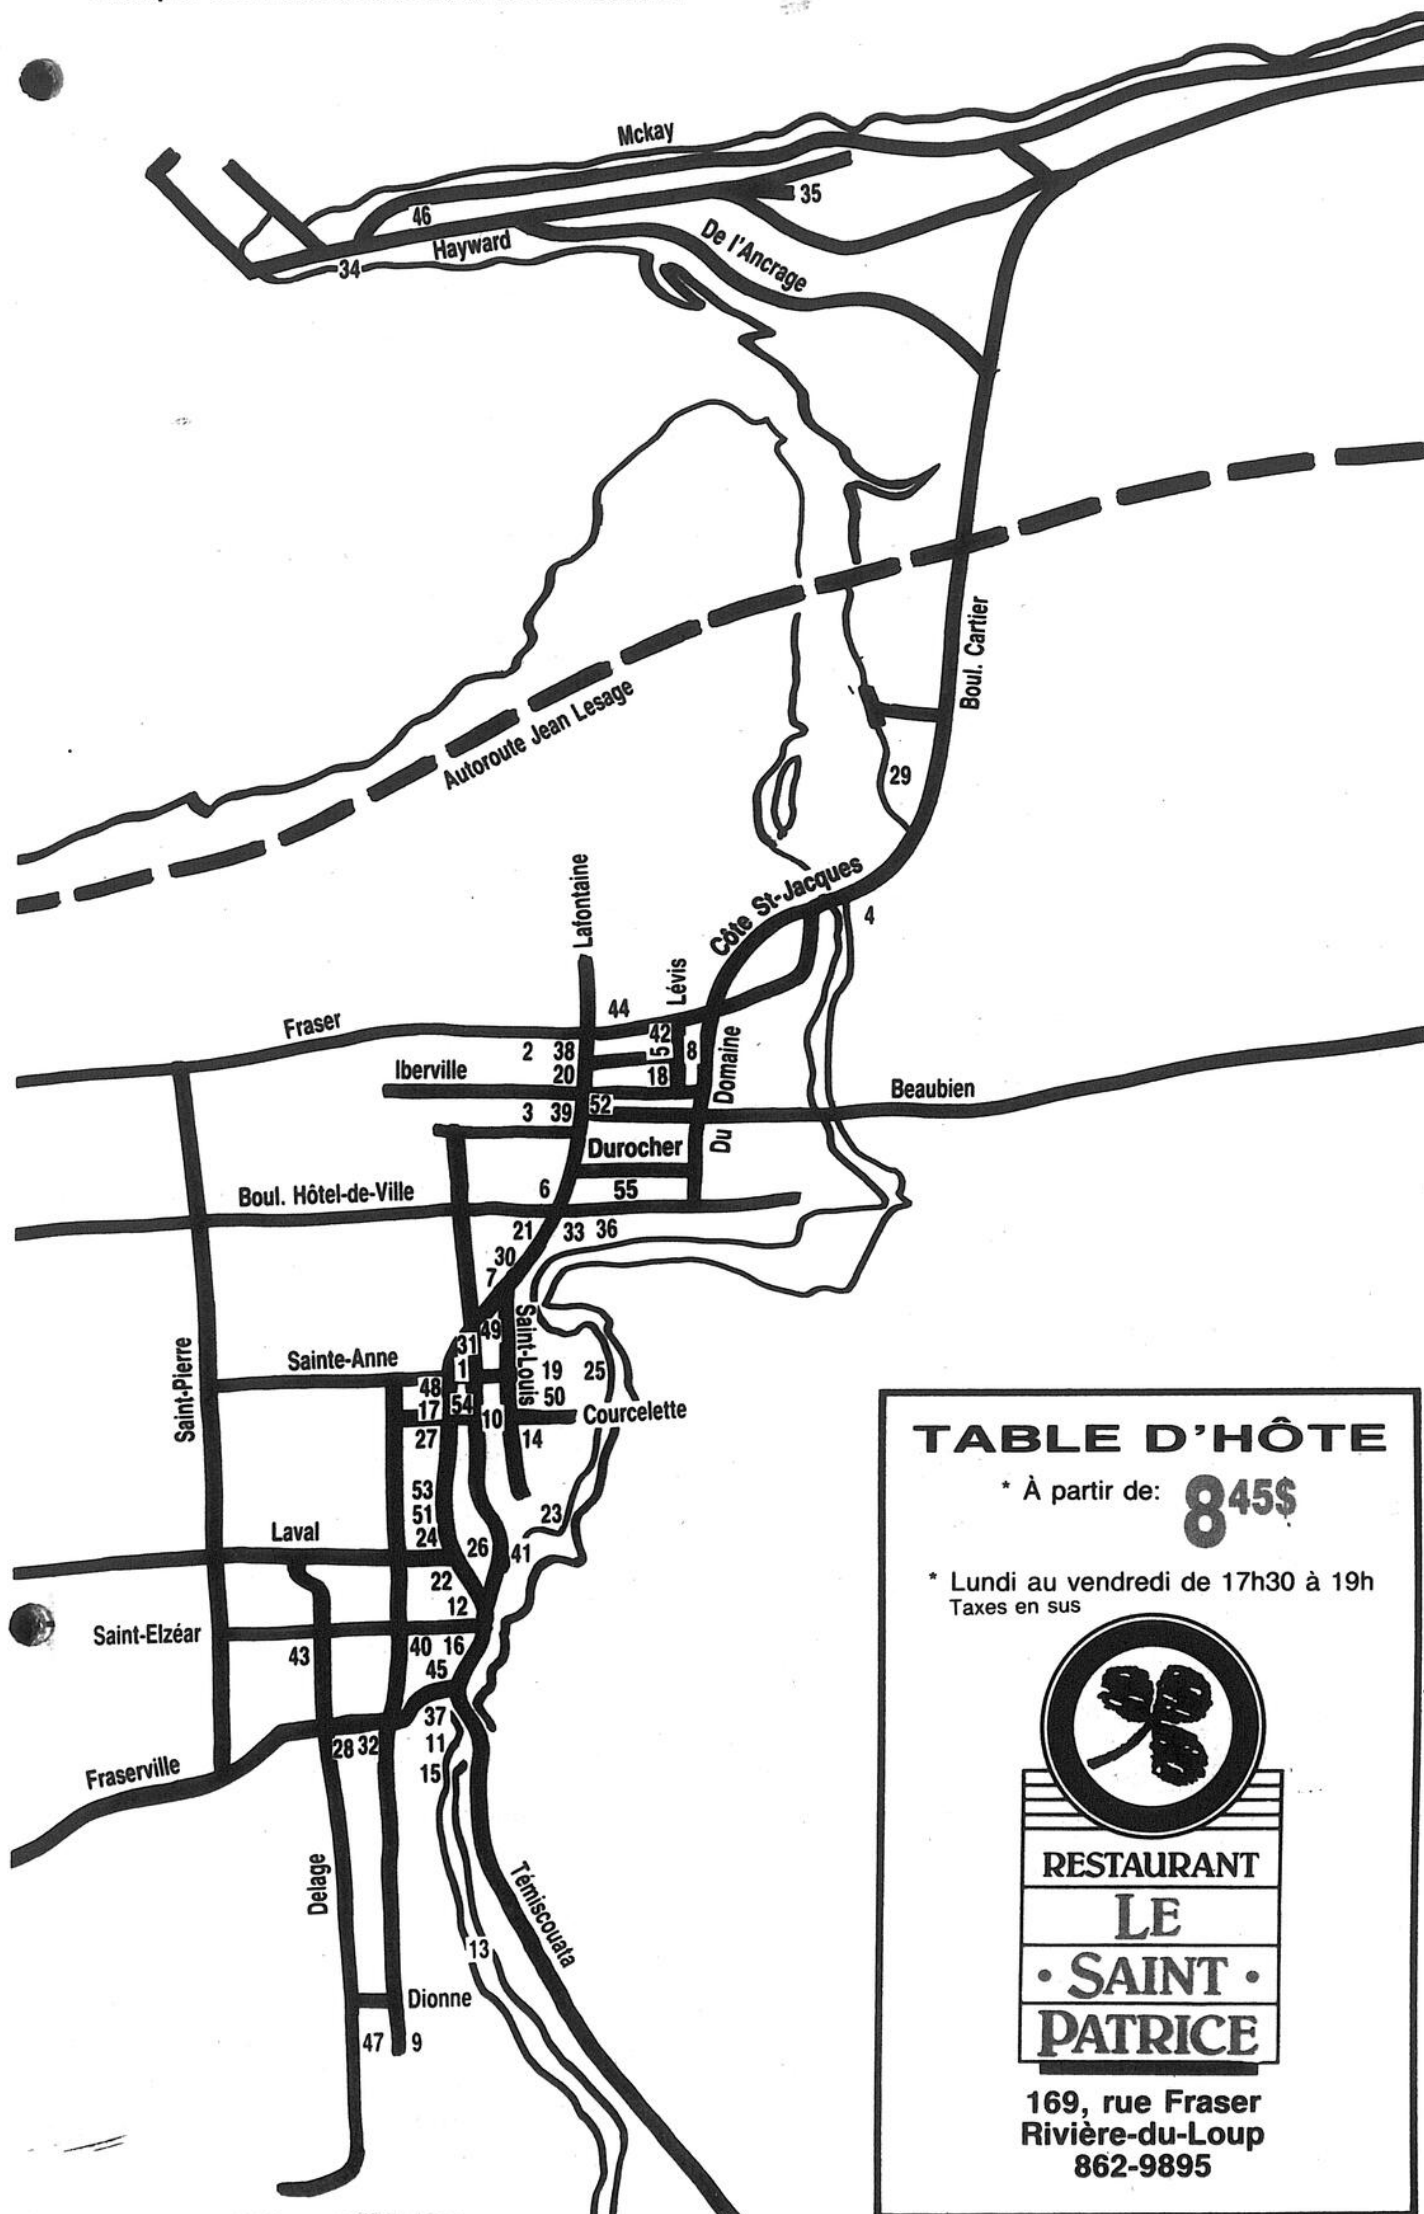 Mckay
35
46
Hayward
De l'Ancrage
34
Boul. Cartier
Autoroute Jean Lesage
29
Côte St-Jacques
4
Lafontaine
Lévis
44
Fraser
42
2 38
5 8
Iberville
20
18
Du Domaine
Beaubien
52
3 39
Durocher
6
55
Boul. Hôtel-de-Ville
21 33 36
30
7
Saint-Louis
49
31
Saint-Pierre
Sainte-Anne
1
19 25
48
50
54
17
10
Courcelette
27
14
53
51
23
Laval
24
26
41
22
12
Saint-Elzéar
43
40 16
45
37
28 32
11
Fraserville
15
Delage
Témiscouata
13
Dionne
47 9
TABLE D'HÔTE
* À partir de: 8 45$
* Lundi au vendredi de 17h30 à 19h
Taxes en sus
RESTAURANT
LE
• SAINT •
PATRICE
169, rue Fraser
Rivière-du-Loup
862-9895